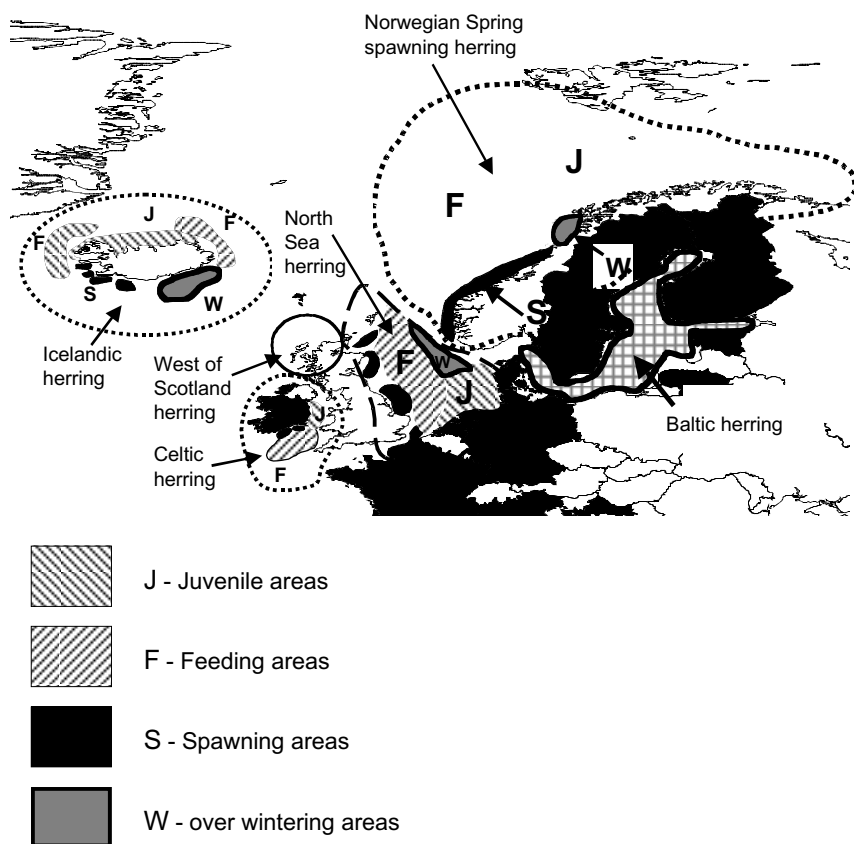 Norwegian Spring
spawning herring
J
F
North
Sea
herring
J
F
F
S
W
W
S
Icelandic
herring
West of
Scotland
herring
F
W
J
J
Baltic herring
Celtic
herring
F
J - Juvenile areas
F - Feeding areas
S - Spawning areas
W - over wintering areas